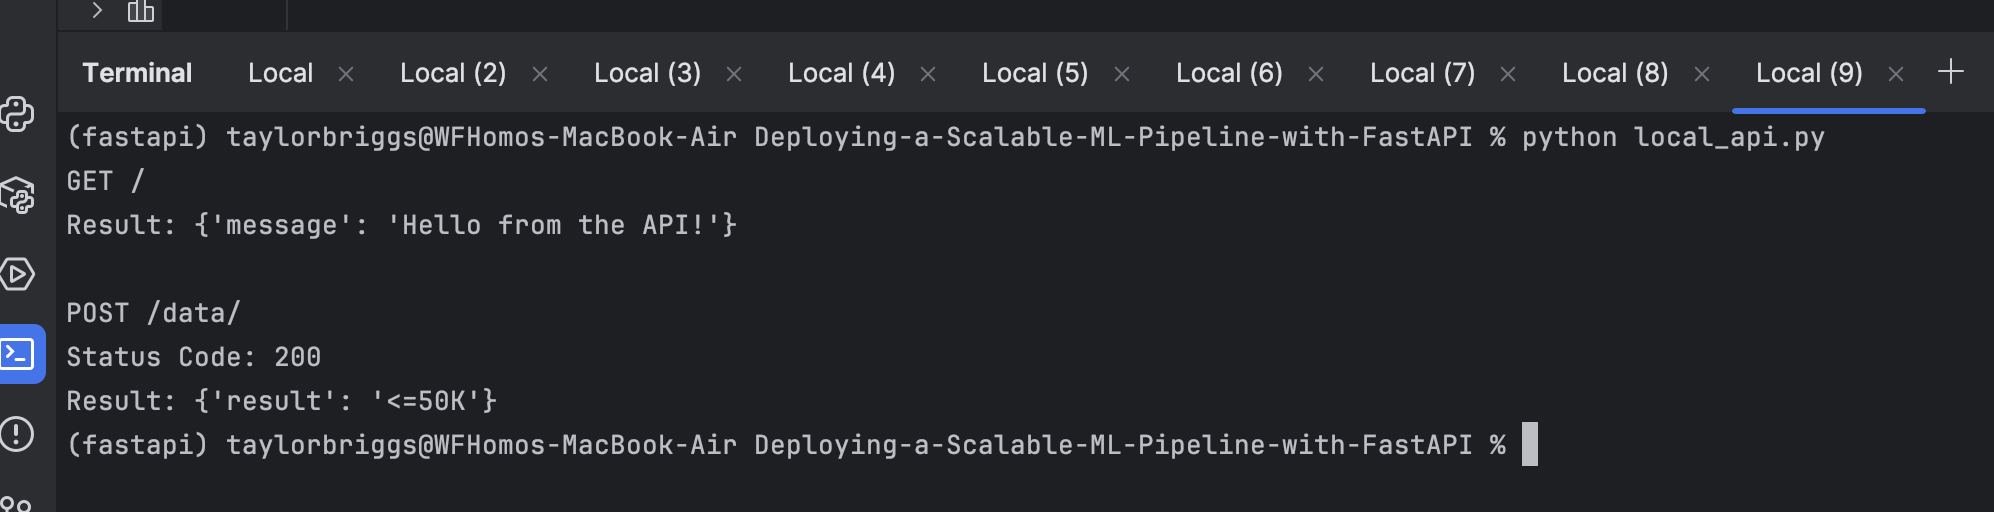 Terminal Local Local (2) Local (3) Local (4) Local (5) Local (6) Local (7) Local (8) Local (9)
(fastapi) taylorbriggs@WFHomos-MacBook-Air Deploying-a-Scalable-ML-Pipeline-with-FastAPI % python local_api.py
GET /
Result: {'message': 'Hello from the API!'}
POST /data/
Status Code: 200
Result: {'result': '<=50K'}
(fastapi) taylorbriggs@WFHomos-MacBook-Air Deploying-a-Scalable-ML-Pipeline-with-FastAPI %